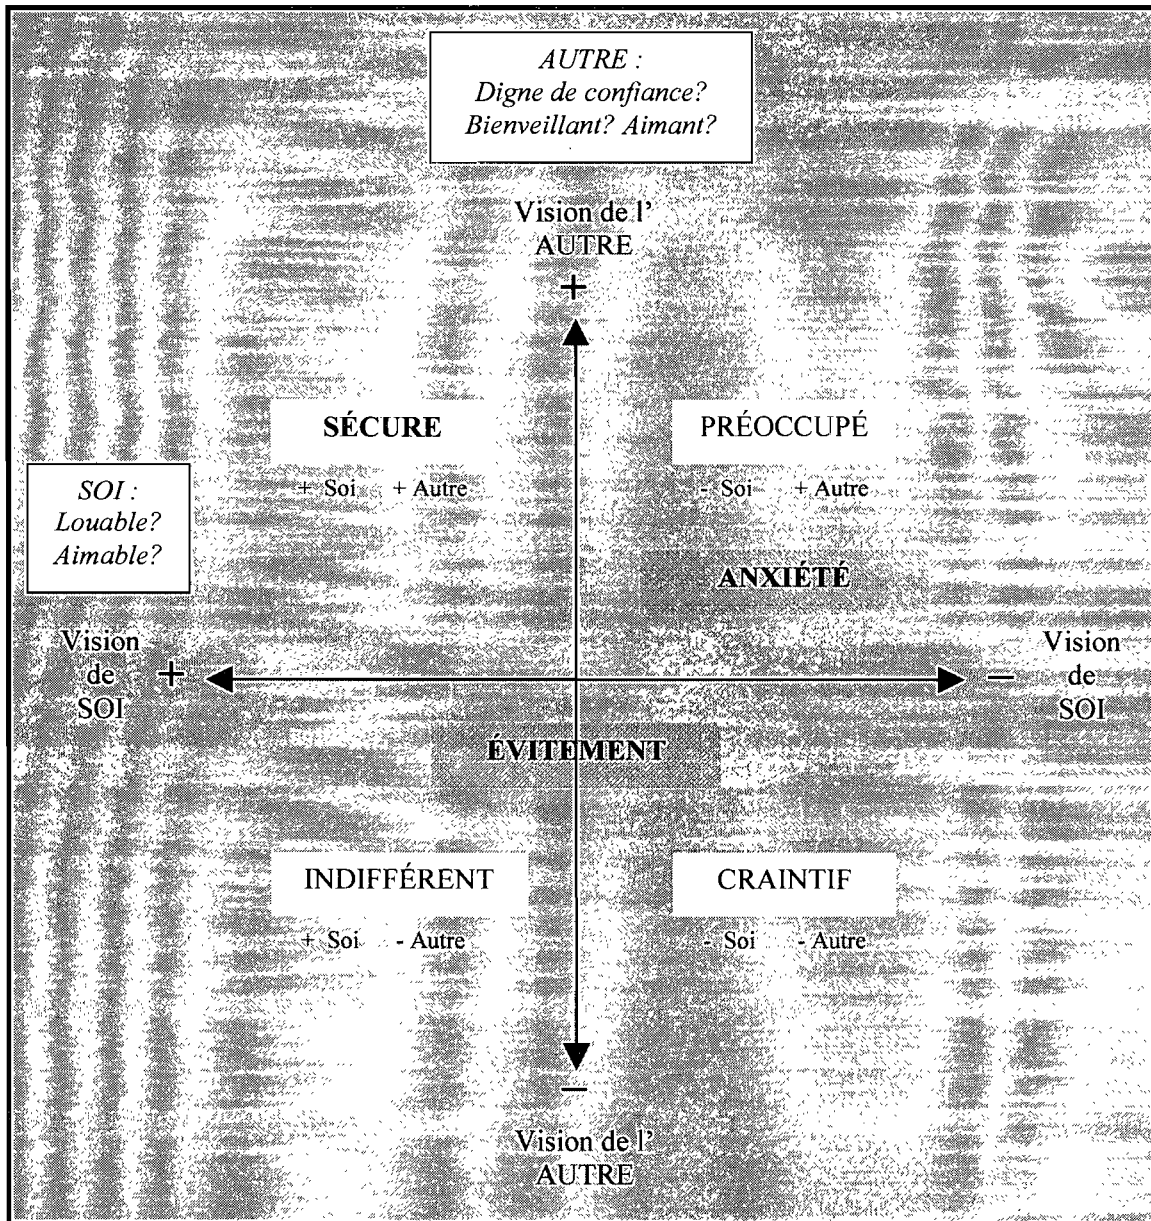 AUTRE :
Digne de confiance?
Bienveillant? Aimant?
Vision de l'
AUTRE
+
SÉCURE
+ Soi + Autre
PRÉOCCUPÉ
- Soi + Autre
SOI :
Louable?
Aimable?
ANXIÉTÉ
Vision
de
SOI
+
–
Vision
de
SOI
ÉVITEMENT
INDIFFÉRENT
+ Soi - Autre
CRAINTIF
- Soi - Autre
–
Vision de l'
AUTRE